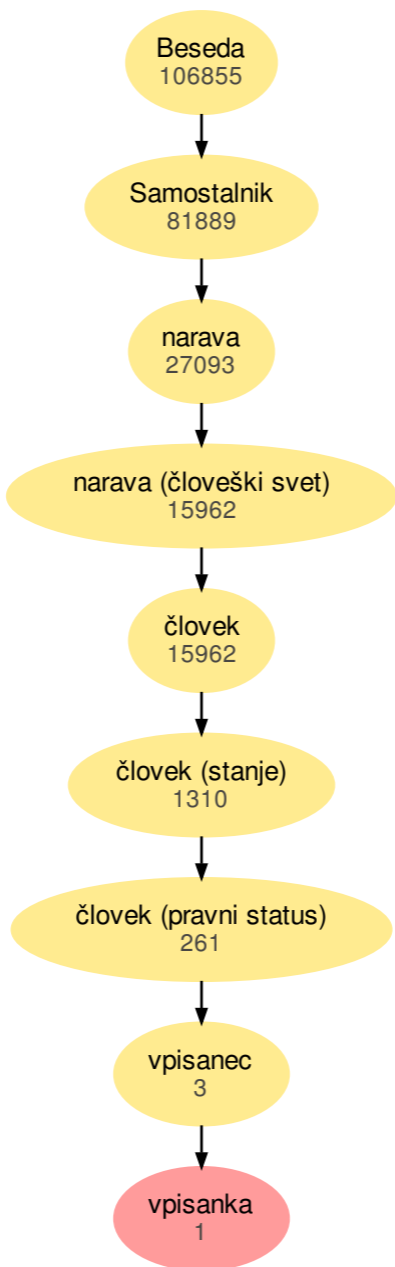 Beseda
106855
Samostalnik
81889
narava
27093
narava (človeški svet)
15962
človek
15962
človek (stanje)
1310
človek (pravni status)
261
vpisanec
3
vpisanka
1